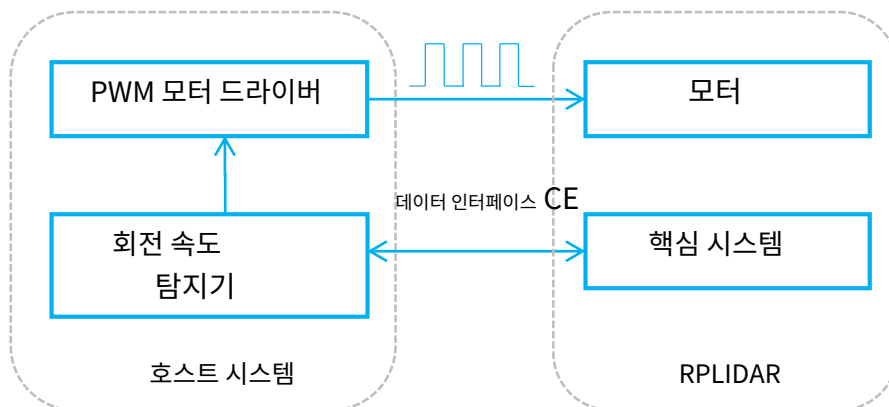 PWM 모터 드라이버
모터
데이터 인터페이스 CE
회전 속도
탐지기
핵심 시스템
호스트 시스템
RPLIDAR